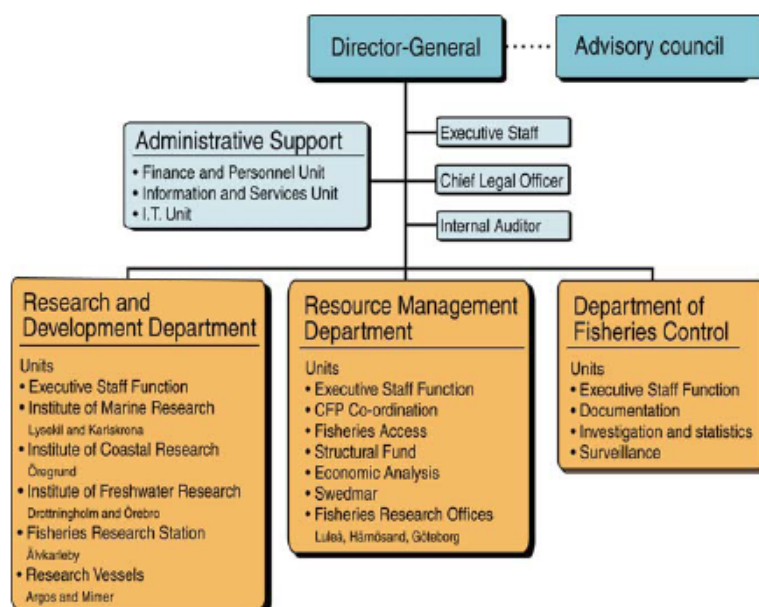 Director-General
Advisory council
Executive Staff
Administrative Support
• Finance and Personnel Unit
• Information and Services Unit
• I.T. Unit
Chief Legal Officer
Internal Auditor
Research and
Development Department
Units
• Executive Staff Function
• Institute of Marine Research
Lysekil and Karlskrona
• Institute of Coastal Research
Öregrund
• Institute of Freshwater Research
Drottningholm and Örebro
• Fisheries Research Station
Älvkarleby
• Research Vessels
Argos and Mimer
Resource Management
Department
Units
• Executive Staff Function
• CFP Co-ordination
• Fisheries Access
• Structural Fund
• Economic Analysis
• Swedmar
• Fisheries Research Offices
Luleå, Härnösand, Göteborg
Department of
Fisheries Control
Units
• Executive Staff Function
• Documentation
• Investigation and statistics
• Surveillance